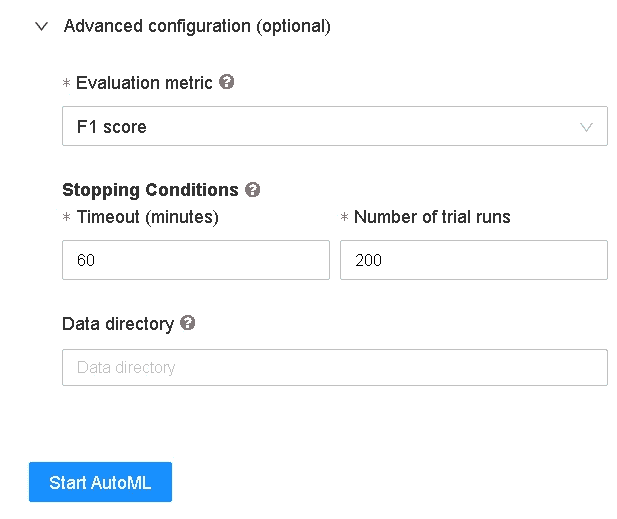 Advanced configuration (optional)
* Evaluation metric ?
F1 score
Stopping Conditions ?
* Timeout (minutes) * Number of trial runs
60 200
Data directory ?
Data directory
Start AutoML